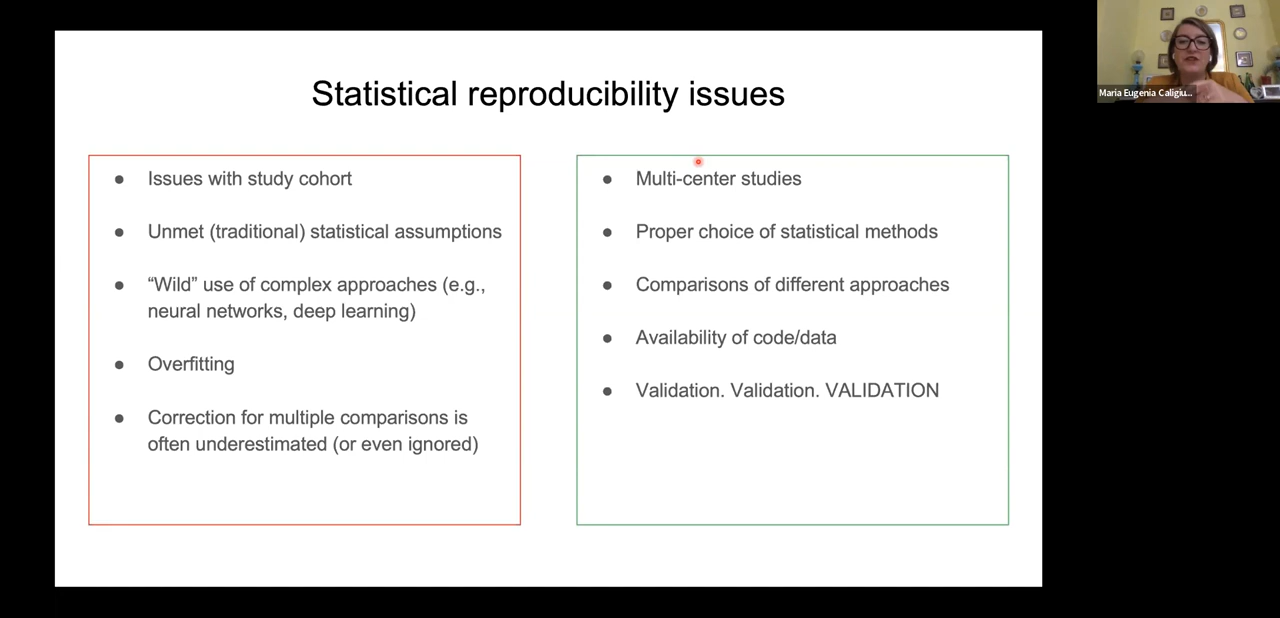 Statistical reproducibility issues
● Issues with study cohort
● Unmet (traditional) statistical assumptions
● “Wild” use of complex approaches (e.g.,
neural networks, deep learning)
● Overfitting
● Correction for multiple comparisons is
often underestimated (or even ignored)
● Multi-center studies
● Proper choice of statistical methods
● Comparisons of different approaches
● Availability of code/data
● Validation. Validation. VALIDATION
Maria Eugenia Caligiu...